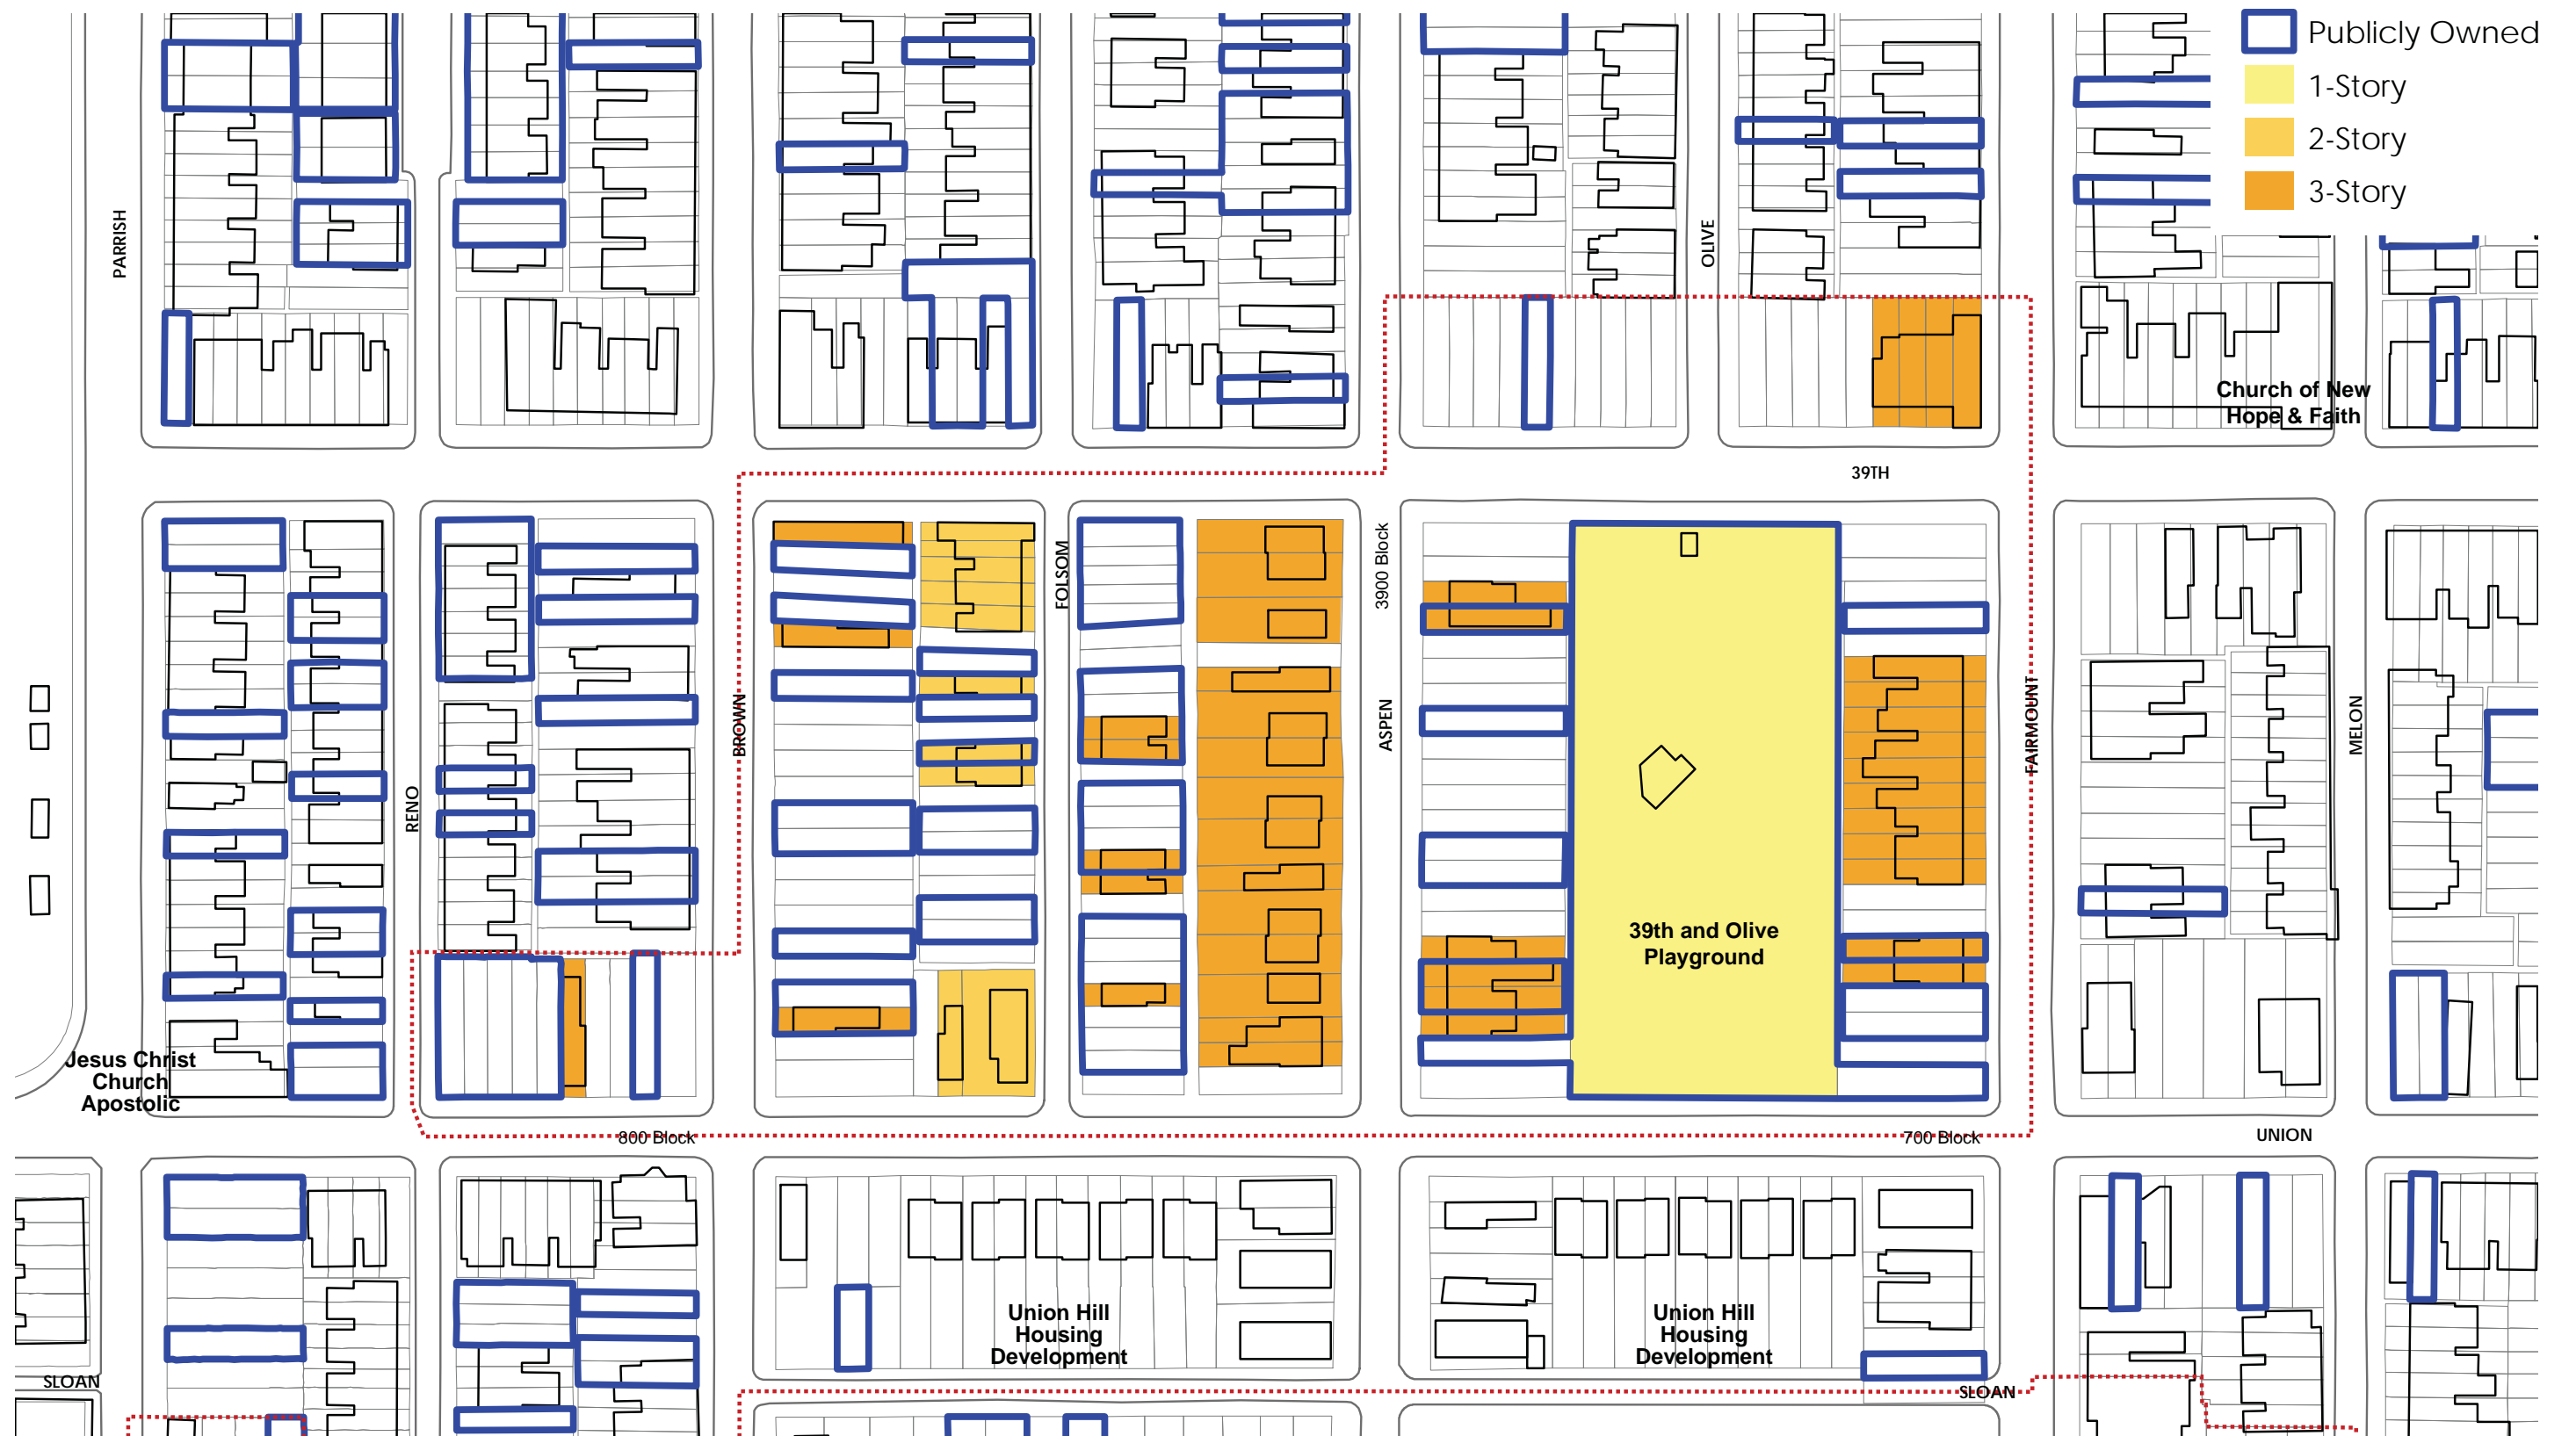 Publicly Owned
1-Story
2-Story
3-Story
PARRISH
OLIVE
Church of New
Hope & Faith
39TH
FOLSOM
3900 Block
BROWN
ASPEN
FAIRMOUNT
MELON
RENO
39th and Olive
Playground
Jesus Christ
Church
Apostolic
800 Block
700 Block
UNION
Union Hill
Housing
Development
Union Hill
Housing
Development
SLOAN
SLOAN